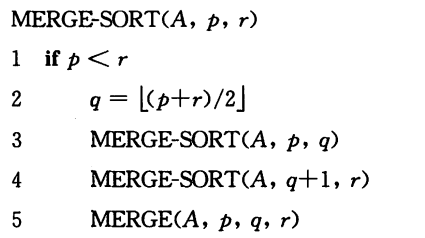 MERGE-SORT(A, p, r)
1 if p < r
2 q = ⌊(p+r)/2⌋
3 MERGE-SORT(A, p, q)
4 MERGE-SORT(A, q+1, r)
5 MERGE(A, p, q, r)